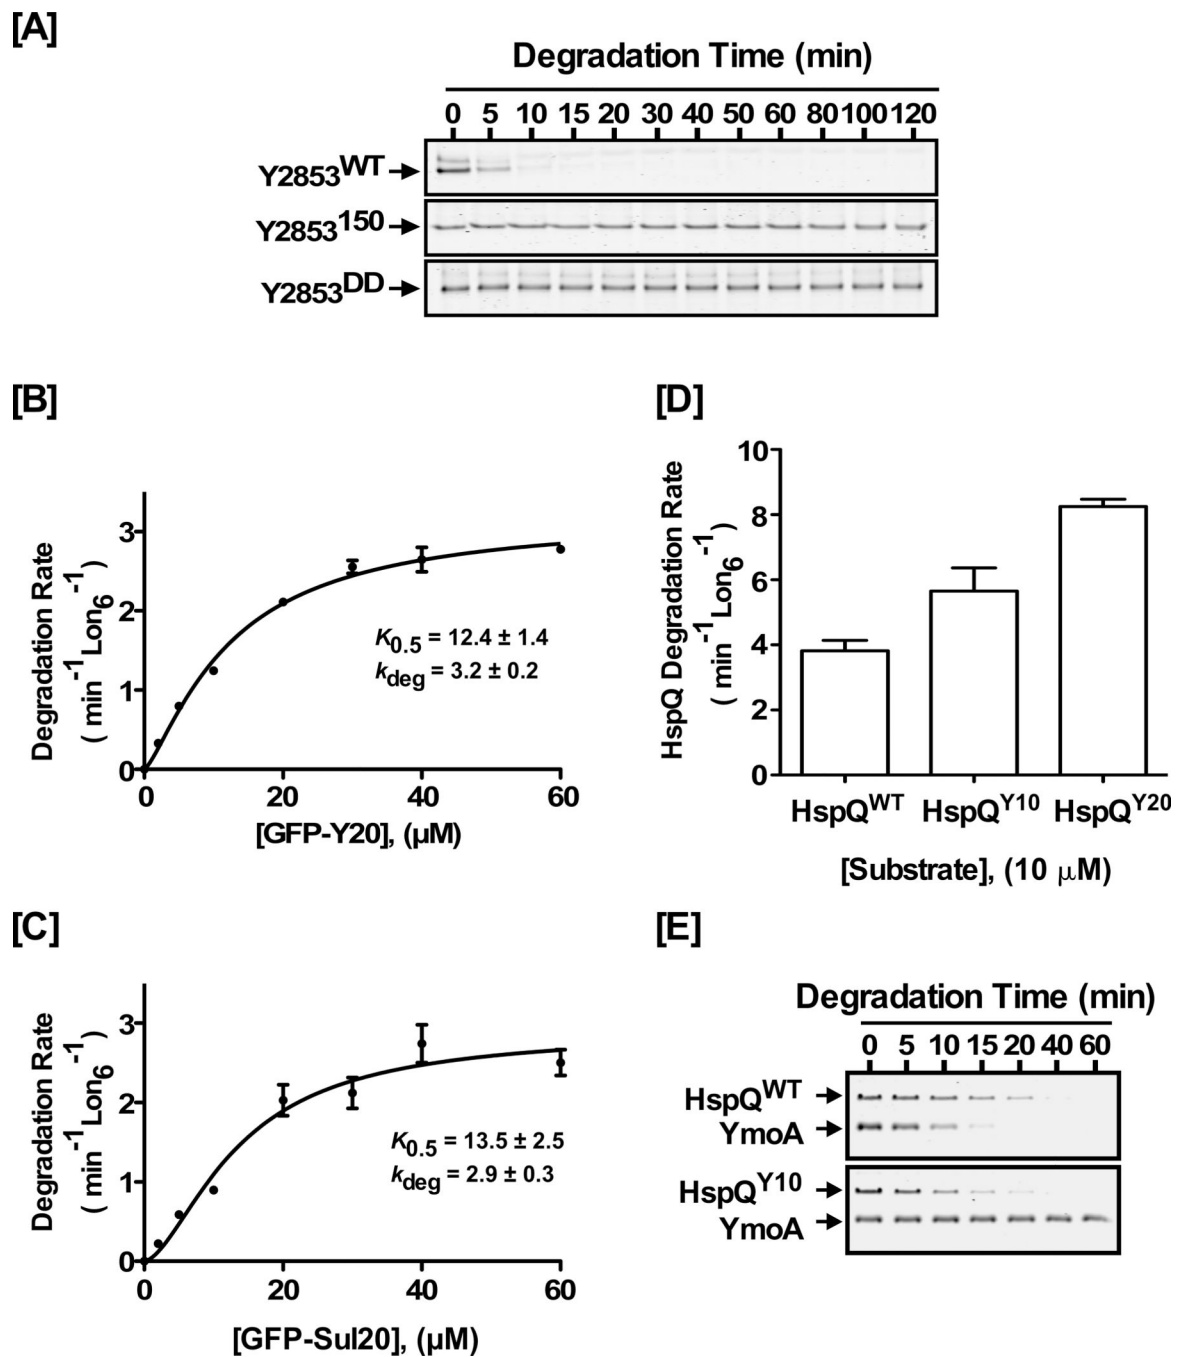 [A]
Degradation Time (min)
0 5 10 15 20 30 40 50 60 80 100 120
Y2853WT
Y2853150
Y2853DD
[B]
Degradation Rate
( min-1Lon6-1)
3
2
1
0
K0.5 = 12.4 ± 1.4
kdeg = 3.2 ± 0.2
0 20 40 60
[GFP-Y20], (µM)
[D]
HspQ Degradation Rate
( min-1Lon6-1)
10
8
6
4
2
0
HspQWT HspQY10 HspQY20
[Substrate], (10 µM)
[C]
Degradation Rate
( min-1Lon6-1)
3
2
1
0
K0.5 = 13.5 ± 2.5
kdeg = 2.9 ± 0.3
0 20 40 60
[GFP-Sul20], (µM)
[E]
Degradation Time (min)
0 5 10 15 20 40 60
HspQWT
YmoA
HspQY10
YmoA